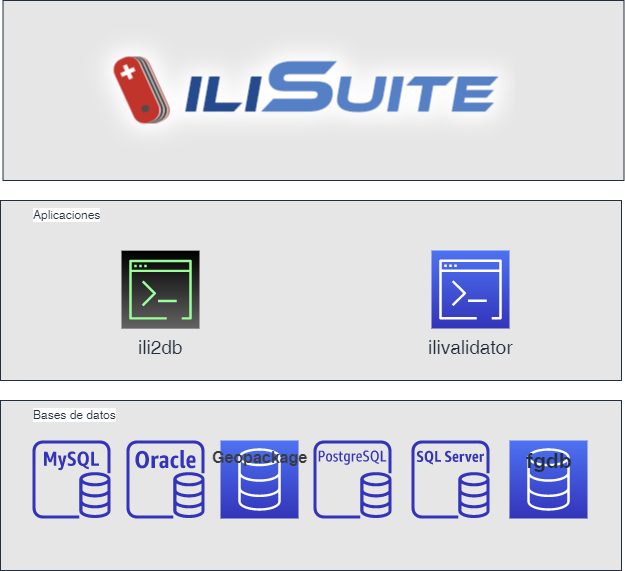 ILISUITE
Aplicaciones
ili2db
ilivalidator
Bases de datos
MySQL
Oracle
Geopackage
PostgreSQL
SQL Server
fgdb